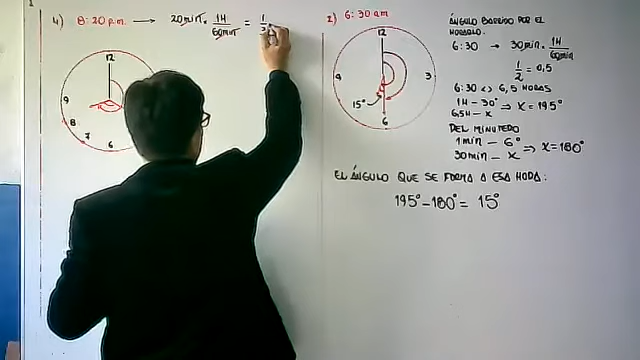 4) 8:20 p.m. → 20min. 1H/60min = 1/3
12
9
8
7
6
2) 6:30 am
12
9
3
15°
6
ÁNGULO BARRIDO POR EL
HORARIO.
6:30 → 30min. 1H/60min
1/2 = 0,5
6:30 <> 6,5 HORAS
1H - 30° ⇒ x = 195°
6,5H - x
DEL MINUTERO
1min - 6° ⇒ x = 180°
30min - x
EL ÁNGULO QUE SE FORMA A ESA HORA:
195° - 180° = 15°